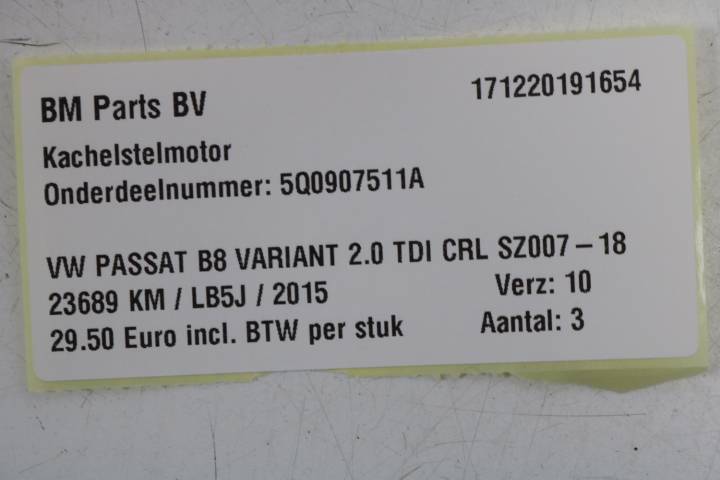 BM Parts BV 171220191654
Kachelstelmotor
Onderdeelnummer: 5Q0907511A
VW PASSAT B8 VARIANT 2.0 TDI CRL SZ007-18
23689 KM / LB5J / 2015 Verz: 10
29.50 Euro incl. BTW per stuk Aantal: 3